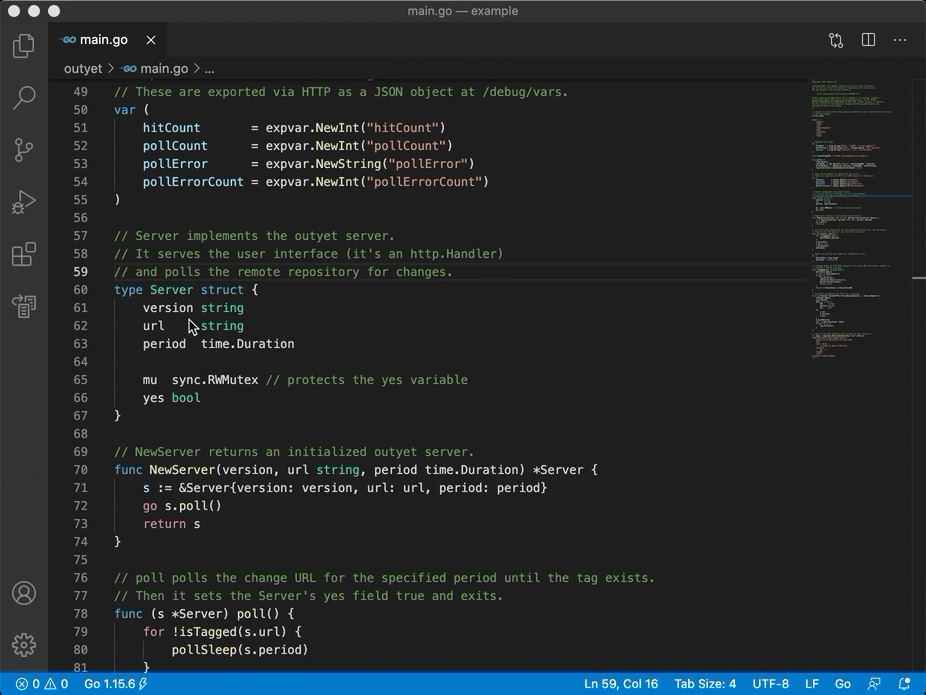 main.go — example
main.go
outyet > main.go > ...
49 // These are exported via HTTP as a JSON object at /debug/vars.
50 var (
51     hitCount       = expvar.NewInt("hitCount")
52     pollCount      = expvar.NewInt("pollCount")
53     pollError      = expvar.NewString("pollError")
54     pollErrorCount = expvar.NewInt("pollErrorCount")
55 )
56
57 // Server implements the outyet server.
58 // It serves the user interface (it's an http.Handler)
59 // and polls the remote repository for changes.
60 type Server struct {
61     version string
62     url     string
63     period  time.Duration
64
65     mu  sync.RWMutex // protects the yes variable
66     yes bool
67 }
68
69 // NewServer returns an initialized outyet server.
70 func NewServer(version, url string, period time.Duration) *Server {
71     s := &Server{version: version, url: url, period: period}
72     go s.poll()
73     return s
74 }
75
76 // poll polls the change URL for the specified period until the tag exists.
77 // Then it sets the Server's yes field true and exits.
78 func (s *Server) poll() {
79     for !isTagged(s.url) {
80         pollSleep(s.period)
81     }
0 0 Go 1.15.6 Ln 59, Col 16 Tab Size: 4 UTF-8 LF Go